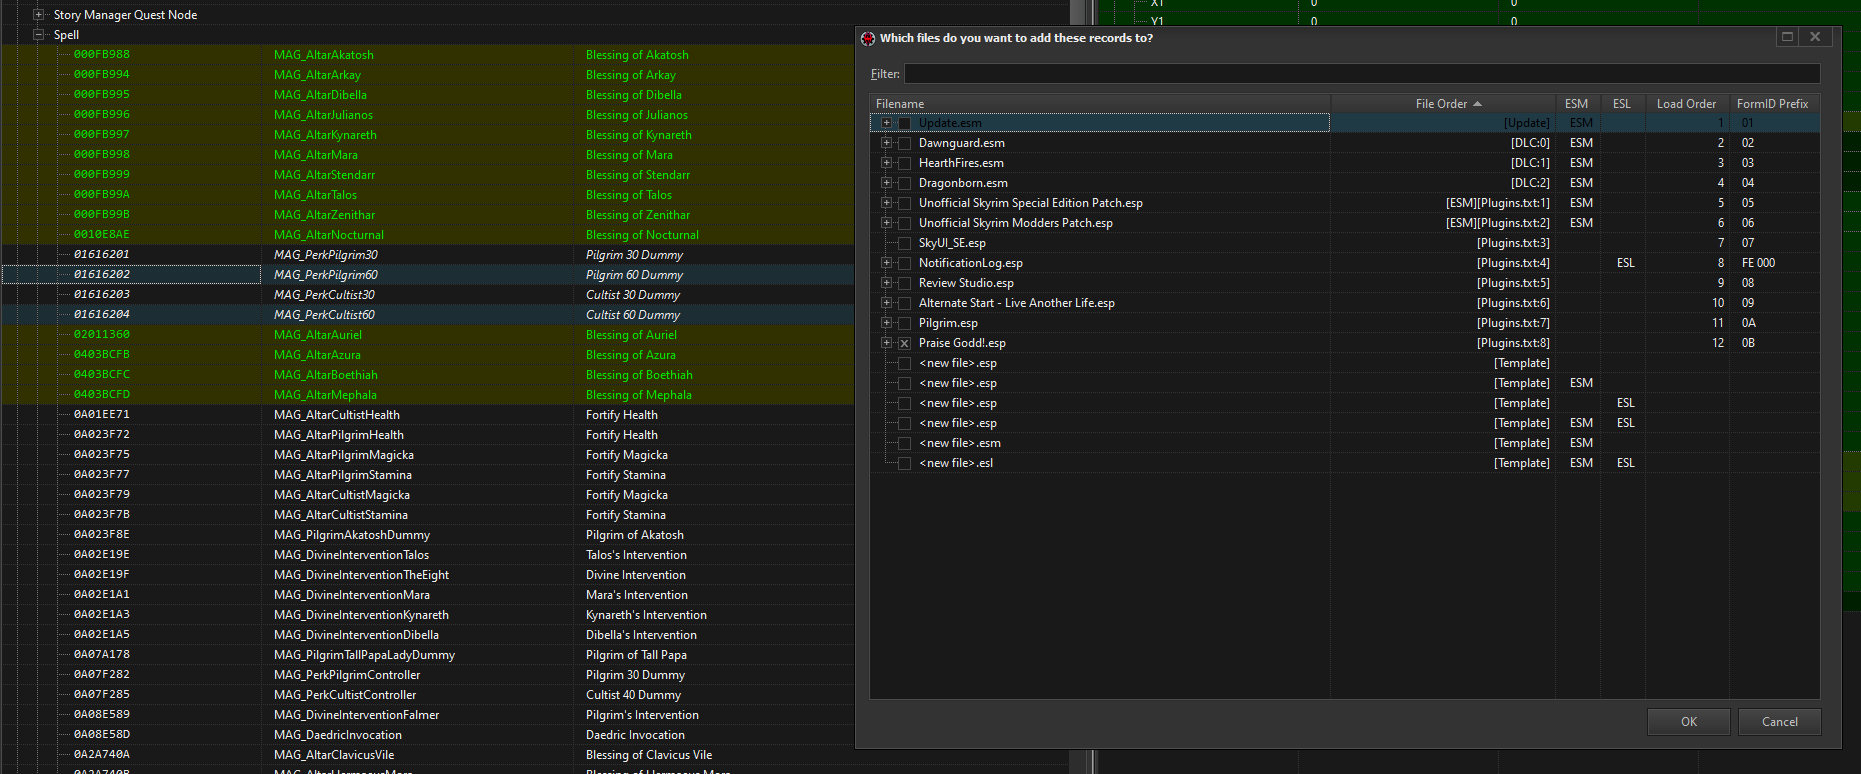 Story Manager Quest Node
Spell
000FB988 MAG_AltarAkatosh Blessing of Akatosh
000FB994 MAG_AltarArkay Blessing of Arkay
000FB995 MAG_AltarDibella Blessing of Dibella
000FB996 MAG_AltarJulianos Blessing of Julianos
000FB997 MAG_AltarKynareth Blessing of Kynareth
000FB998 MAG_AltarMara Blessing of Mara
000FB999 MAG_AltarStendarr Blessing of Stendarr
000FB99A MAG_AltarTalos Blessing of Talos
000FB99B MAG_AltarZenithar Blessing of Zenithar
0010E8AE MAG_AltarNocturnal Blessing of Nocturnal
01616201 MAG_PerkPilgrim30 Pilgrim 30 Dummy
01616202 MAG_PerkPilgrim60 Pilgrim 60 Dummy
01616203 MAG_PerkCultist30 Cultist 30 Dummy
01616204 MAG_PerkCultist60 Cultist 60 Dummy
02011360 MAG_AltarAuriel Blessing of Auriel
0403BCFB MAG_AltarAzura Blessing of Azura
0403BCFC MAG_AltarBoethiah Blessing of Boethiah
0403BCFD MAG_AltarMephala Blessing of Mephala
0A01EE71 MAG_AltarCultistHealth Fortify Health
0A023F72 MAG_AltarPilgrimHealth Fortify Health
0A023F75 MAG_AltarPilgrimMagicka Fortify Magicka
0A023F77 MAG_AltarPilgrimStamina Fortify Stamina
0A023F79 MAG_AltarCultistMagicka Fortify Magicka
0A023F7B MAG_AltarCultistStamina Fortify Stamina
0A023F8E MAG_PilgrimAkatoshDummy Pilgrim of Akatosh
0A02E19E MAG_DivineInterventionTalos Talos's Intervention
0A02E19F MAG_DivineInterventionTheEight Divine Intervention
0A02E1A1 MAG_DivineInterventionMara Mara's Intervention
0A02E1A3 MAG_DivineInterventionKynareth Kynareth's Intervention
0A02E1A5 MAG_DivineInterventionDibella Dibella's Intervention
0A07A178 MAG_PilgrimTallPapaLadyDummy Pilgrim of Tall Papa
0A07F282 MAG_PerkPilgrimController Pilgrim 30 Dummy
0A07F285 MAG_PerkCultistController Cultist 40 Dummy
0A08E589 MAG_DivineInterventionFalmer Pilgrim's Intervention
0A08E58D MAG_DaedricInvocation Daedric Invocation
0A2A740A MAG_AltarClavicusVile Blessing of Clavicus Vile
X1 0 0
Y1 0 0
Which files do you want to add these records to?
Filter:
Filename File Order ESM ESL Load Order FormID Prefix
Update.esm [Update] ESM 1 01
Dawnguard.esm [DLC:0] ESM 2 02
HearthFires.esm [DLC:1] ESM 3 03
Dragonborn.esm [DLC:2] ESM 4 04
Unofficial Skyrim Special Edition Patch.esp [ESM][Plugins.txt:1] ESM 5 05
Unofficial Skyrim Modders Patch.esp [ESM][Plugins.txt:2] ESM 6 06
SkyUI_SE.esp [Plugins.txt:3] 7 07
NotificationLog.esp [Plugins.txt:4] ESL 8 FE 000
Review Studio.esp [Plugins.txt:5] 9 08
Alternate Start - Live Another Life.esp [Plugins.txt:6] 10 09
Pilgrim.esp [Plugins.txt:7] 11 0A
Praise Godd!.esp [Plugins.txt:8] 12 0B
<new file>.esp [Template]
<new file>.esp [Template] ESM
<new file>.esp [Template] ESL
<new file>.esp [Template] ESM ESL
<new file>.esm [Template] ESM
<new file>.esl [Template] ESM ESL
OK Cancel